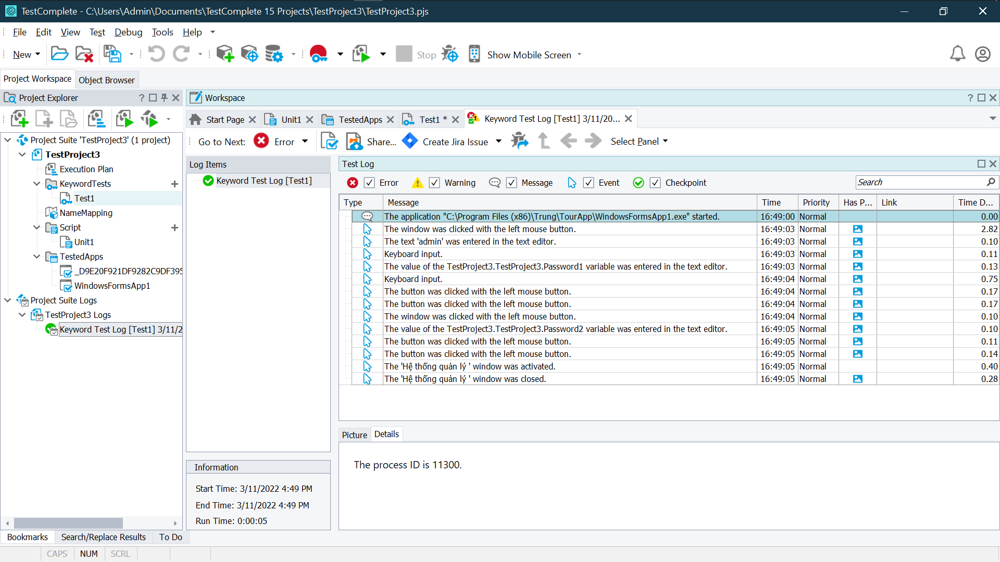 TestComplete - C:\Users\Admin\Documents\TestComplete 15 Projects\TestProject3\TestProject3.pjs
File Edit View Test Debug Tools Help
New Stop Show Mobile Screen
Project Workspace Object Browser
Project Explorer
Workspace
Start Page Unit1 TestedApps Test1 * Keyword Test Log [Test1] 3/11/20...
Go to Next: Error Share... Create Jira Issue Select Panel
Project Suite 'TestProject3' (1 project)
TestProject3
Execution Plan
KeywordTests
Test1
NameMapping
Script
Unit1
TestedApps
_D9E20F921DF9282C9DF395
WindowsFormsApp1
Project Suite Logs
TestProject3 Logs
Keyword Test Log [Test1] 3/11/2
Log Items
Keyword Test Log [Test1]
Test Log
Error Warning Message Event Checkpoint Search
Type Message Time Priority Has P... Link Time D...
The application "C:\Program Files (x86)\Trung\TourApp\WindowsFormsApp1.exe" started. 16:49:00 Normal 0.00
The window was clicked with the left mouse button. 16:49:03 Normal 2.82
The text 'admin' was entered in the text editor. 16:49:03 Normal 0.10
Keyboard input. 16:49:03 Normal 0.11
The value of the TestProject3.TestProject3.Password1 variable was entered in the text editor. 16:49:03 Normal 0.13
Keyboard input. 16:49:04 Normal 0.75
The button was clicked with the left mouse button. 16:49:04 Normal 0.17
The button was clicked with the left mouse button. 16:49:04 Normal 0.17
The window was clicked with the left mouse button. 16:49:04 Normal 0.10
The value of the TestProject3.TestProject3.Password2 variable was entered in the text editor. 16:49:05 Normal 0.10
The button was clicked with the left mouse button. 16:49:05 Normal 0.11
The button was clicked with the left mouse button. 16:49:05 Normal 0.14
The 'Hệ thống quản lý ' window was activated. 16:49:05 Normal 0.40
The 'Hệ thống quản lý ' window was closed. 16:49:05 Normal 0.28
Picture Details
The process ID is 11300.
Information
Start Time: 3/11/2022 4:49 PM
End Time: 3/11/2022 4:49 PM
Run Time: 0:00:05
Bookmarks Search/Replace Results To Do
CAPS NUM SCRL